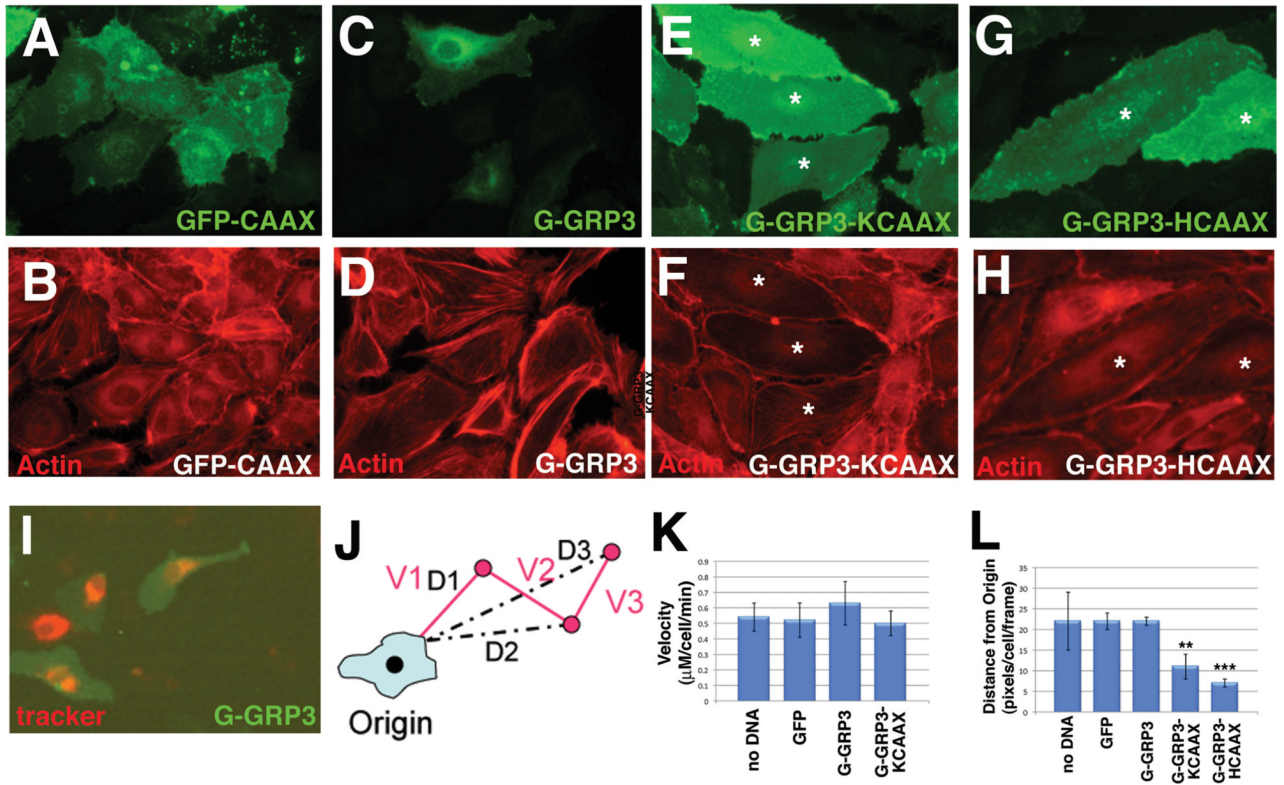 A
GFP-CAAX
C
G-GRP3
E
* * *
G-GRP3-KCAAX
G
* *
G-GRP3-HCAAX
B
Actin
GFP-CAAX
D
Actin
G-GRP3
G-GRP3
KCAAX
F
* * *
Actin
G-GRP3-KCAAX
H
* *
Actin
G-GRP3-HCAAX
I
tracker
G-GRP3
J
V1
D1
V2
D3
V3
D2
Origin
K
Velocity
(µM/cell/min)
0.9
0.8
0.7
0.6
0.5
0.4
0.3
0.2
0.1
0
no DNA
GFP
G-GRP3
G-GRP3-
KCAAX
L
Distance from Origin
(pixels/cell/frame)
35
30
25
20
15
10
5
0
**
***
no DNA
GFP
G-GRP3
G-GRP3-
KCAAX
G-GRP3-
HCAAX